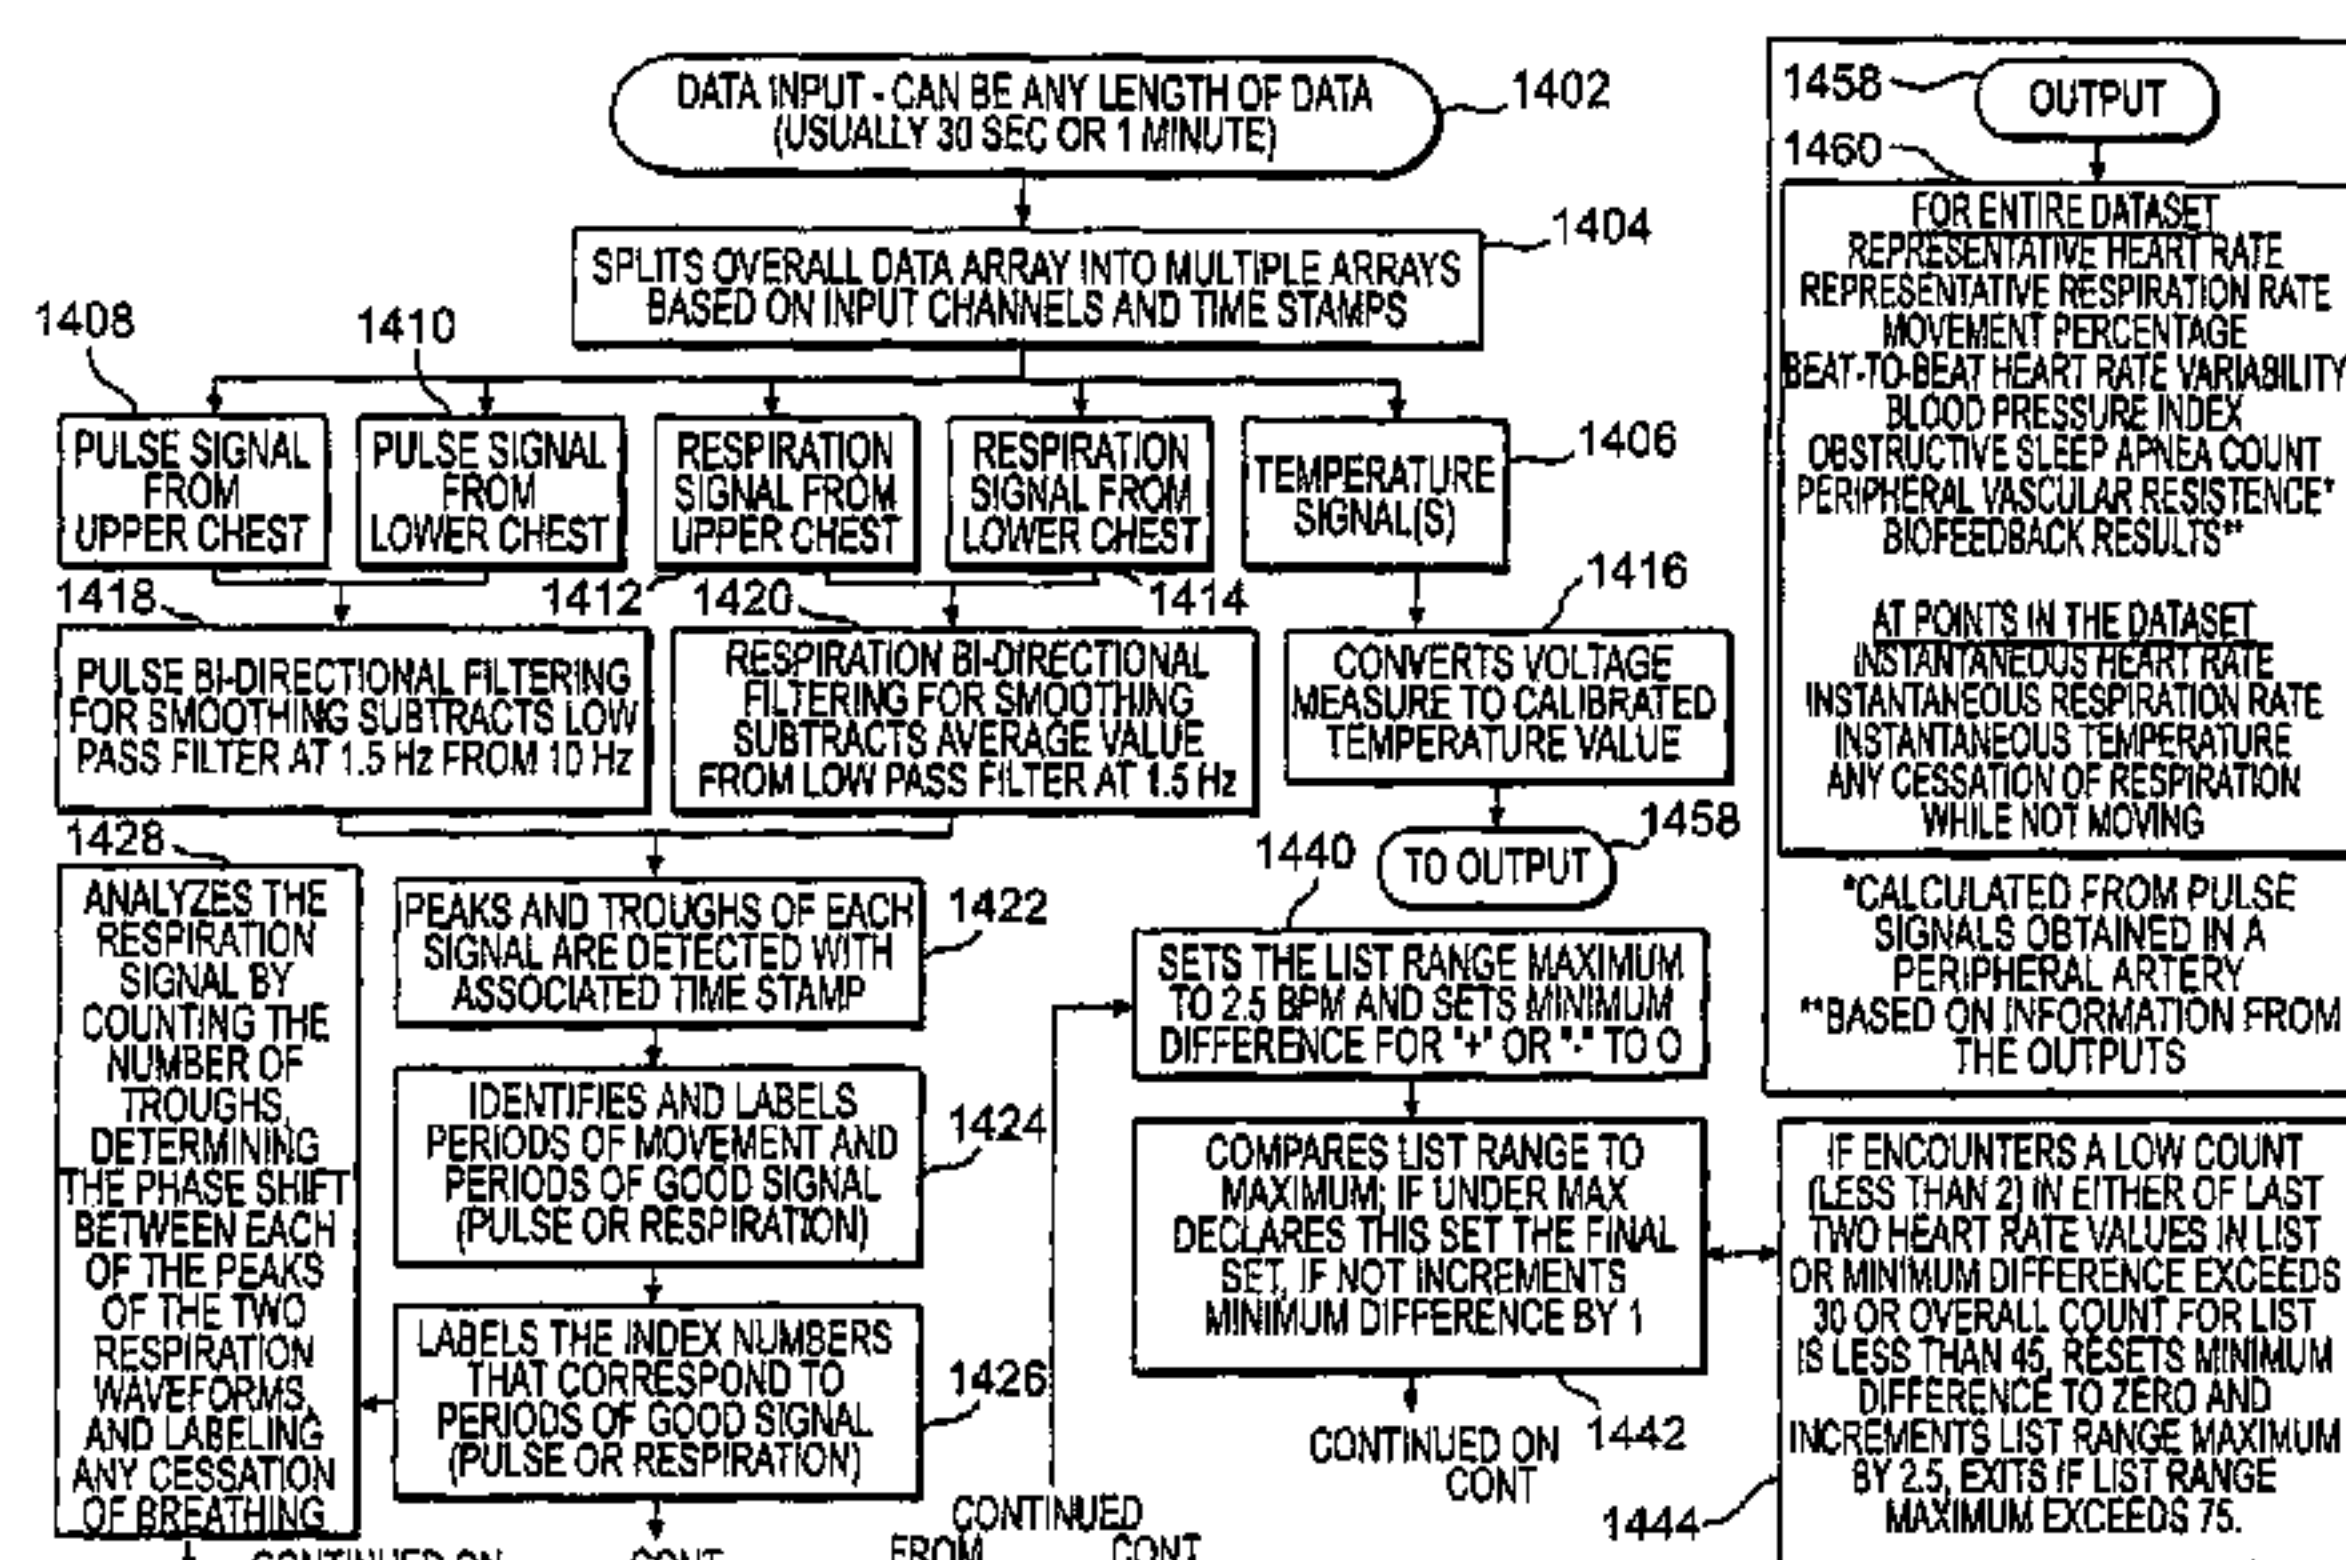 DATA INPUT - CAN BE ANY LENGTH OF DATA
(USUALLY 30 SEC OR 1 MINUTE)
1402
SPLITS OVERALL DATA ARRAY INTO MULTIPLE ARRAYS
BASED ON INPUT CHANNELS AND TIME STAMPS
1404
1408
PULSE SIGNAL
FROM
UPPER CHEST
1410
PULSE SIGNAL
FROM
LOWER CHEST
RESPIRATION
SIGNAL FROM
UPPER CHEST
1412
RESPIRATION
SIGNAL FROM
LOWER CHEST
1414
TEMPERATURE
SIGNAL(S)
1406
1418
PULSE BI-DIRECTIONAL FILTERING
FOR SMOOTHING SUBTRACTS LOW
PASS FILTER AT 1.5 Hz FROM 10 Hz
1420
RESPIRATION BI-DIRECTIONAL
FILTERING FOR SMOOTHING
SUBTRACTS AVERAGE VALUE
FROM LOW PASS FILTER AT 1.5 Hz
1416
CONVERTS VOLTAGE
MEASURE TO CALIBRATED
TEMPERATURE VALUE
TO OUTPUT
1458
1428
ANALYZES THE
RESPIRATION
SIGNAL BY
COUNTING THE
NUMBER OF
TROUGHS,
DETERMINING
THE PHASE SHIFT
BETWEEN EACH
OF THE PEAKS
OF THE TWO
RESPIRATION
WAVEFORMS,
AND LABELING
ANY CESSATION
OF BREATHING
CONTINUED ON
PEAKS AND TROUGHS OF EACH
SIGNAL ARE DETECTED WITH
ASSOCIATED TIME STAMP
1422
IDENTIFIES AND LABELS
PERIODS OF MOVEMENT AND
PERIODS OF GOOD SIGNAL
(PULSE OR RESPIRATION)
1424
LABELS THE INDEX NUMBERS
THAT CORRESPOND TO
PERIODS OF GOOD SIGNAL
(PULSE OR RESPIRATION)
1426
CONT
CONTINUED
FROM CONT
1440
SETS THE LIST RANGE MAXIMUM
TO 2.5 BPM AND SETS MINIMUM
DIFFERENCE FOR "+" OR "-" TO O
COMPARES LIST RANGE TO
MAXIMUM; IF UNDER MAX
DECLARES THIS SET THE FINAL
SET, IF NOT INCREMENTS
MINIMUM DIFFERENCE BY 1
1442
CONTINUED ON
CONT
1458
OUTPUT
1460
FOR ENTIRE DATASET
REPRESENTATIVE HEART RATE
REPRESENTATIVE RESPIRATION RATE
MOVEMENT PERCENTAGE
BEAT-TO-BEAT HEART RATE VARIABILITY
BLOOD PRESSURE INDEX
OBSTRUCTIVE SLEEP APNEA COUNT
PERIPHERAL VASCULAR RESISTENCE*
BIOFEEDBACK RESULTS**
AT POINTS IN THE DATASET
INSTANTANEOUS HEART RATE
INSTANTANEOUS RESPIRATION RATE
INSTANTANEOUS TEMPERATURE
ANY CESSATION OF RESPIRATION
WHILE NOT MOVING
*CALCULATED FROM PULSE
SIGNALS OBTAINED IN A
PERIPHERAL ARTERY
**BASED ON INFORMATION FROM
THE OUTPUTS
IF ENCOUNTERS A LOW COUNT
(LESS THAN 2) IN EITHER OF LAST
TWO HEART RATE VALUES IN LIST
OR MINIMUM DIFFERENCE EXCEEDS
30 OR OVERALL COUNT FOR LIST
IS LESS THAN 45, RESETS MINIMUM
DIFFERENCE TO ZERO AND
INCREMENTS LIST RANGE MAXIMUM
BY 2.5, EXITS IF LIST RANGE
MAXIMUM EXCEEDS 75.
1444